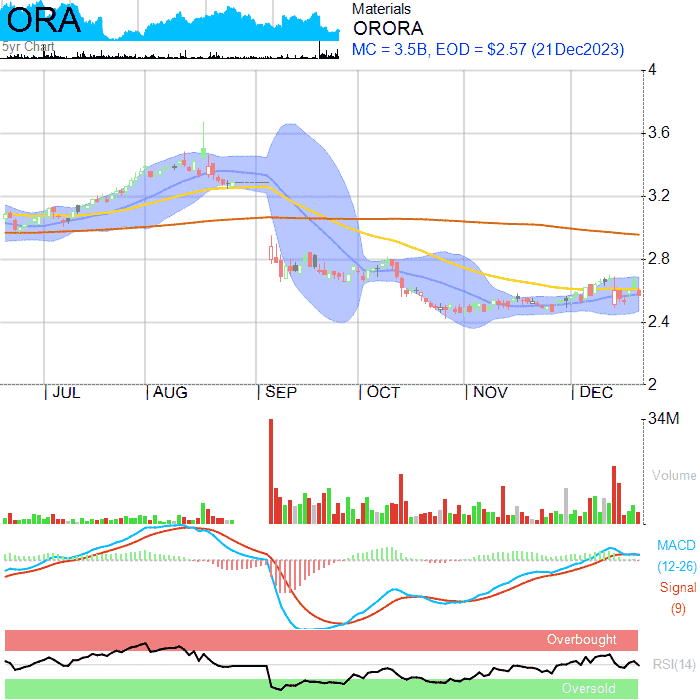 ORA
5yr Chart
Materials
ORORA
MC = 3.5B, EOD = $2.57 (21Dec2023)
4
3.6
3.2
2.8
2.4
2
JUL AUG SEP OCT NOV DEC
34M
Volume
MACD
(12-26)
Signal
(9)
Overbought
RSI(14)
Oversold